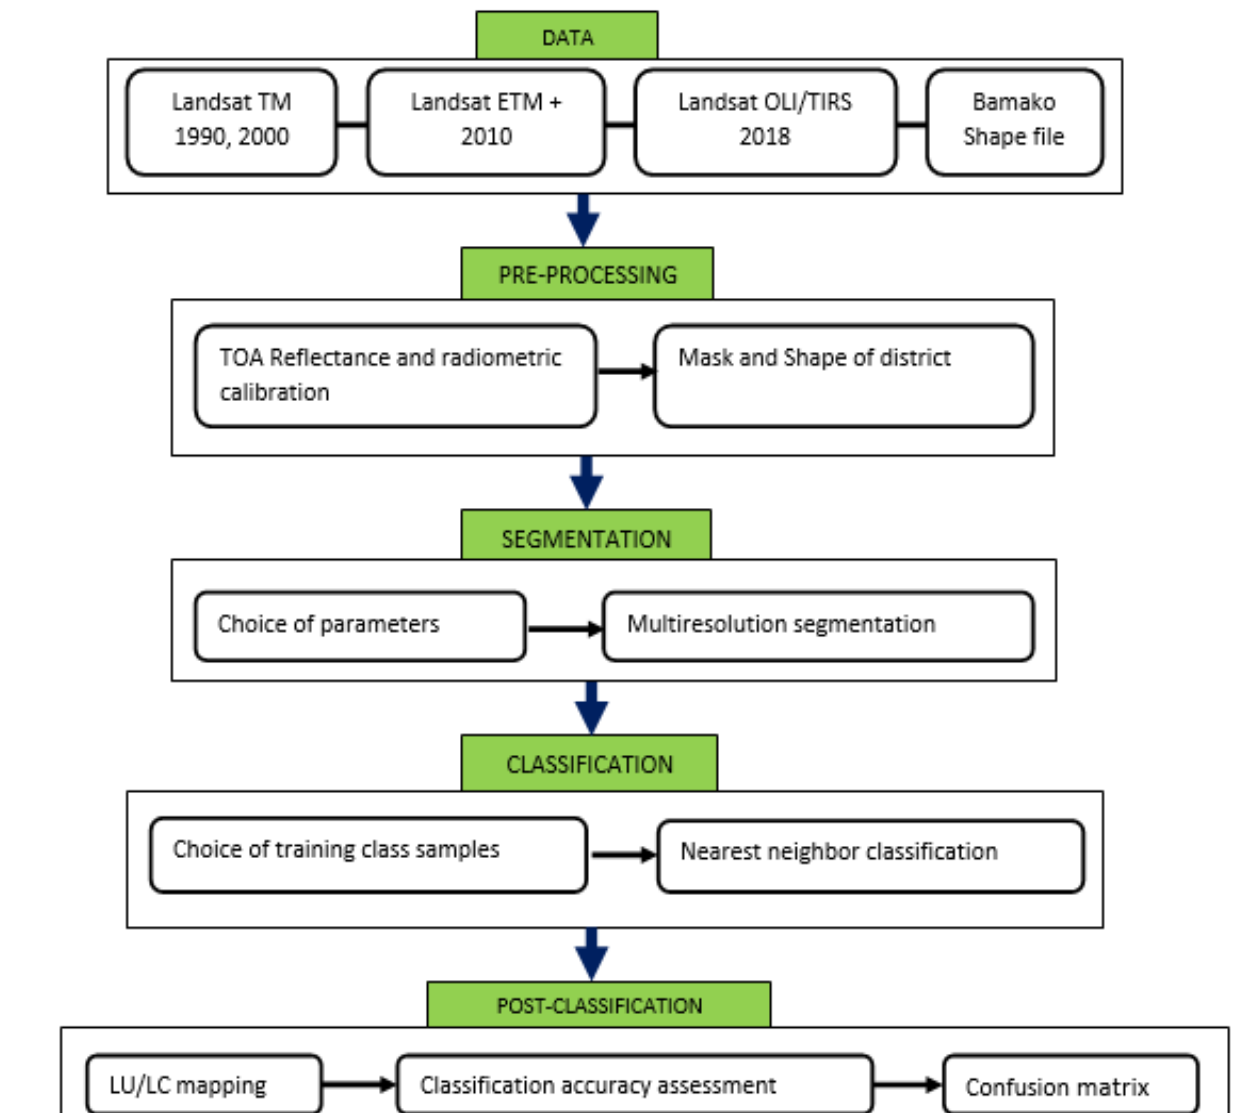 DATA
Landsat TM
1990, 2000
Landsat ETM +
2010
Landsat OLI/TIRS
2018
Bamako
Shape file
PRE-PROCESSING
TOA Reflectance and radiometric
calibration
Mask and Shape of district
SEGMENTATION
Choice of parameters
Multiresolution segmentation
CLASSIFICATION
Choice of training class samples
Nearest neighbor classification
POST-CLASSIFICATION
LU/LC mapping
Classification accuracy assessment
Confusion matrix